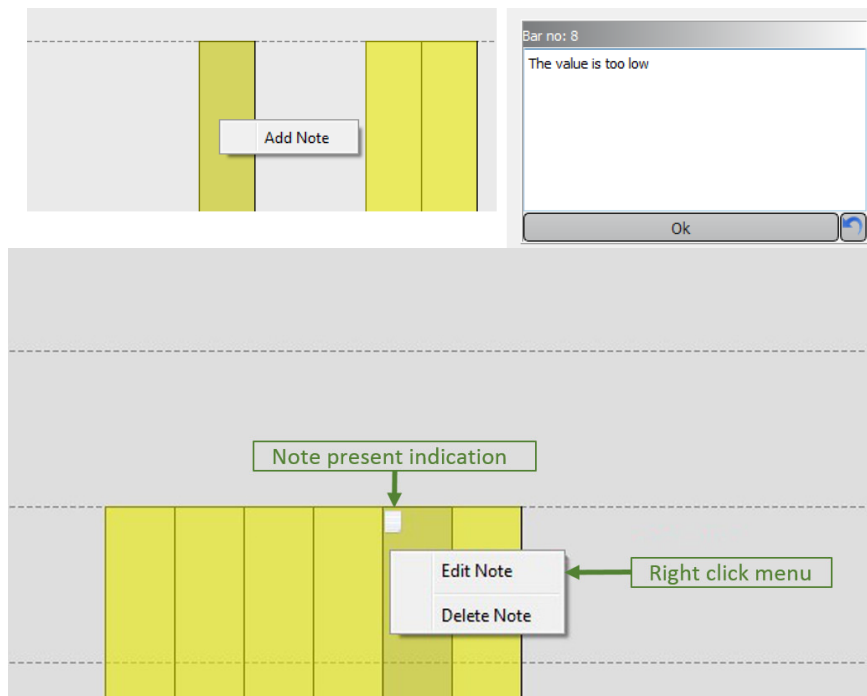 Add Note
Bar no: 8
The value is too low
Ok
Note present indication
Edit Note
Right click menu
Delete Note